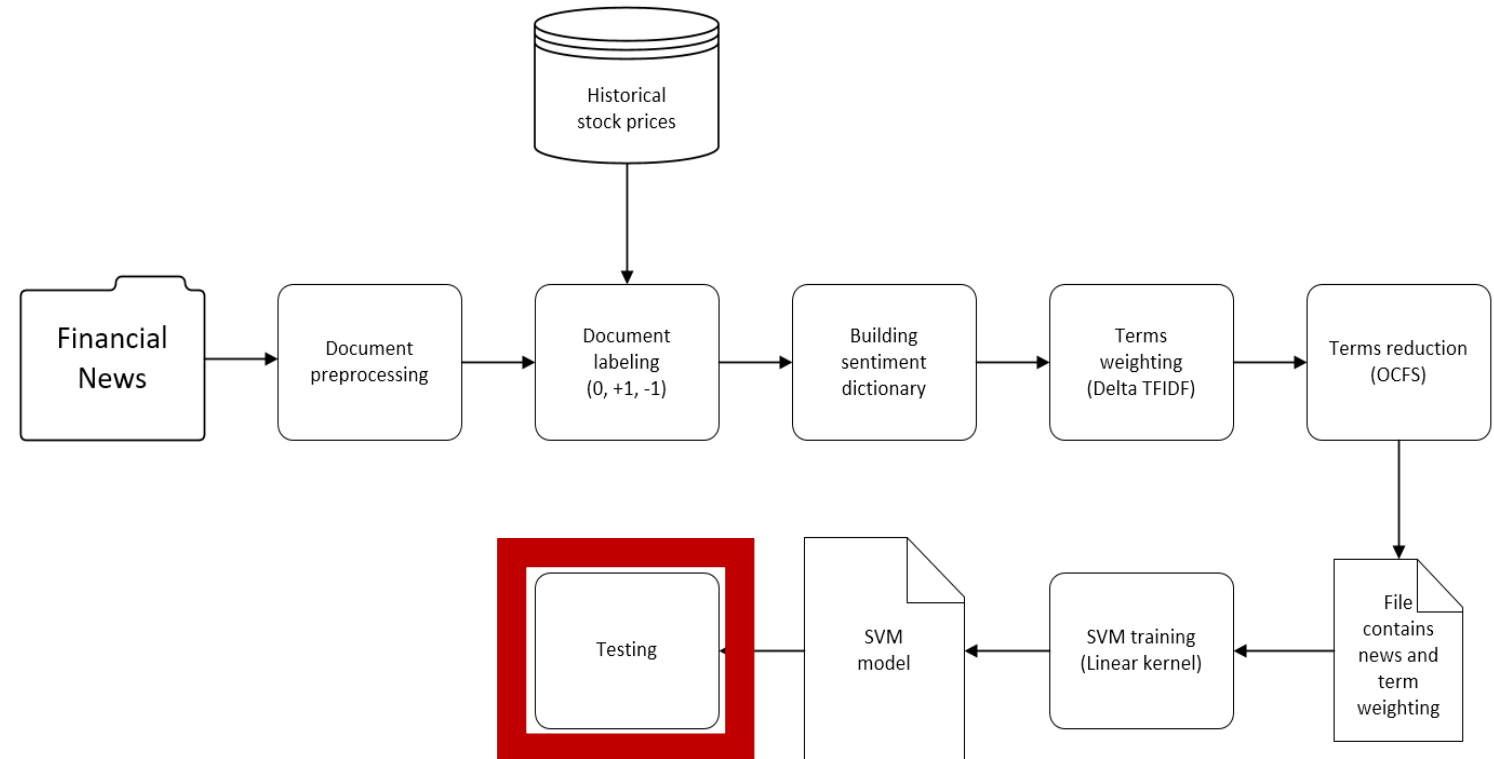 Historical
stock prices
Financial
News
Document
preprocessing
Document
labeling
(0, +1, -1)
Building
sentiment
dictionary
Terms
weighting
(Delta TFIDF)
Terms reduction
(OCFS)
Testing
SVM
model
SVM training
(Linear kernel)
File
contains
news and
term
weighting